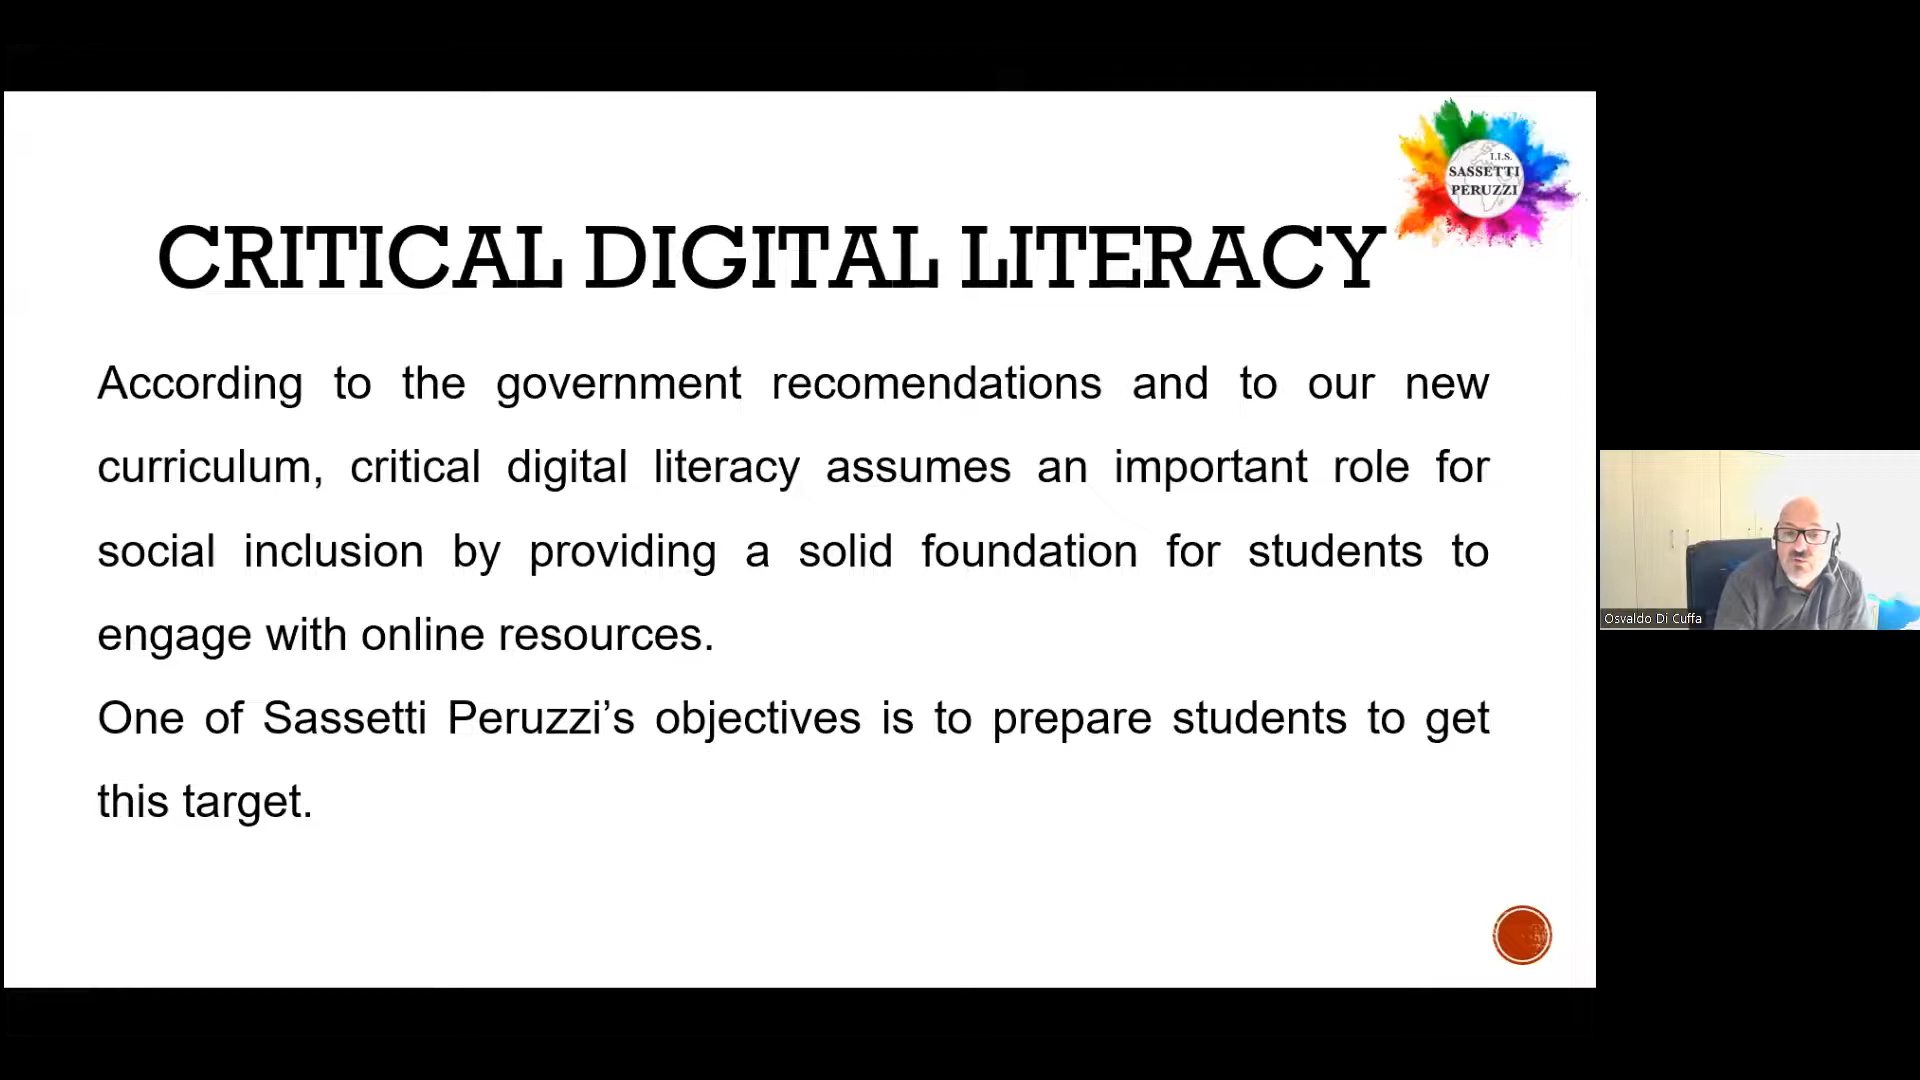 I.I.S.
SASSETTI
PERUZZI
CRITICAL DIGITAL LITERACY
According to the government recomendations and to our new
curriculum, critical digital literacy assumes an important role for
social inclusion by providing a solid foundation for students to
engage with online resources.
One of Sassetti Peruzzi’s objectives is to prepare students to get
this target.
Osvaldo Di Cuffa